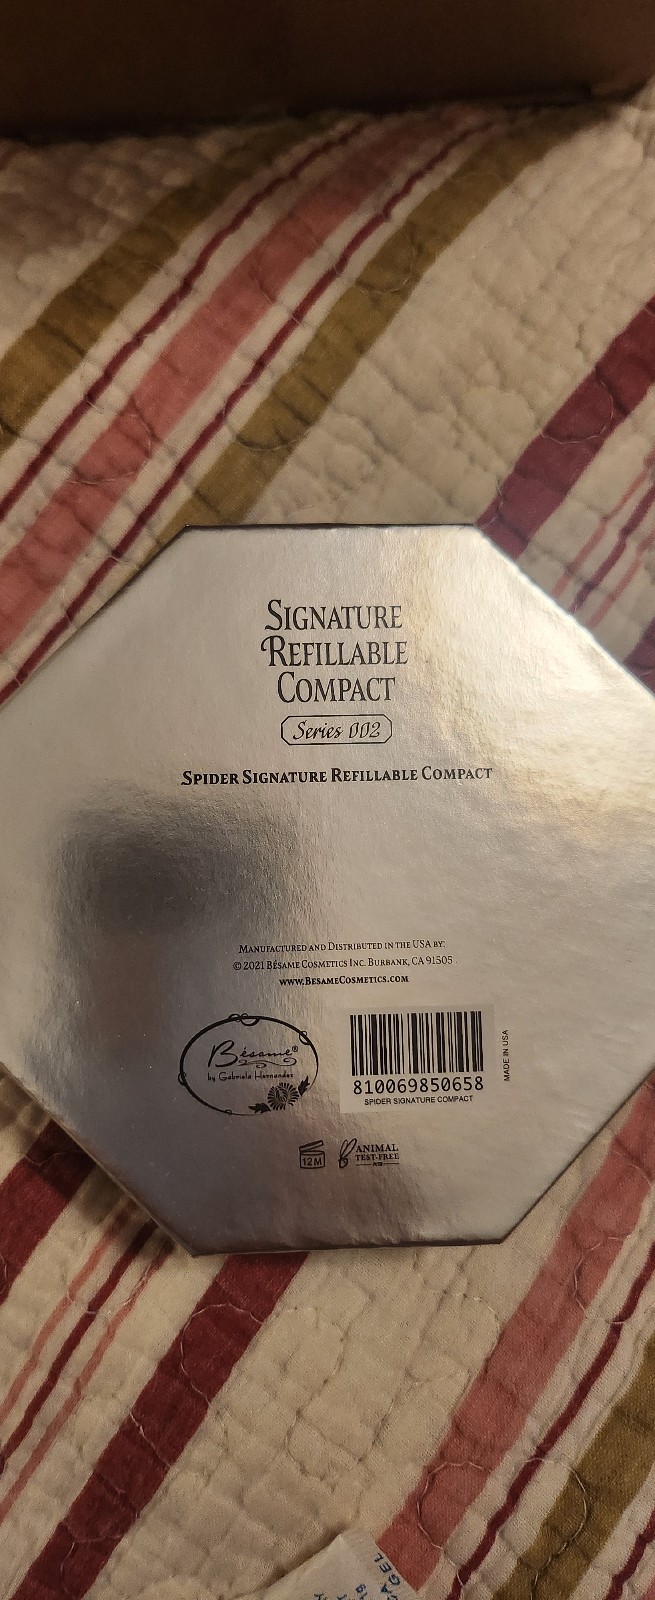 SIGNATURE
REFILLABLE
COMPACT
Series 002
SPIDER SIGNATURE REFILLABLE COMPACT
MANUFACTURED AND DISTRIBUTED IN THE USA BY:
© 2021 BÉSAME COSMETICS INC. BURBANK, CA 91505
WWW.BESAMECOSMETICS.COM
Bésame®
by Gabriela Hernandez
810069850658
SPIDER SIGNATURE COMPACT
MADE IN USA
12M
ANIMAL
TEST-FREE
GEL